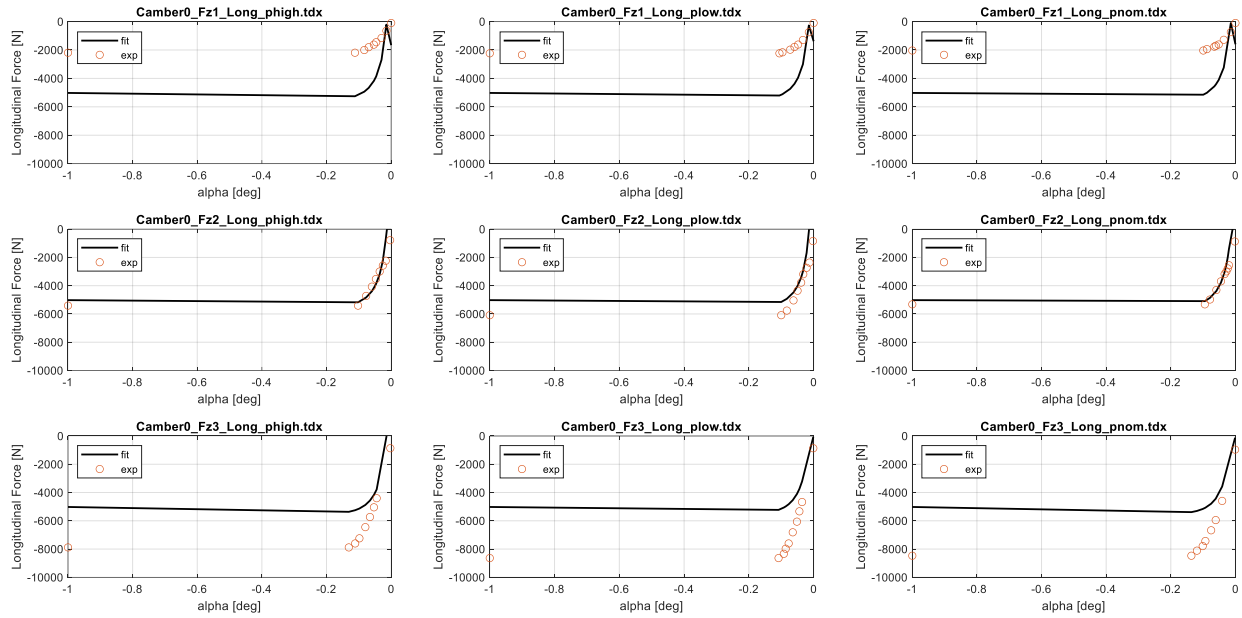 Camber0_Fz1_Long_phigh.tdx
Longitudinal Force [N]
0
-2000
-4000
-6000
-8000
-10000
fit
exp
-1 -0.8 -0.6 -0.4 -0.2 0
alpha [deg]
Camber0_Fz1_Long_plow.tdx
Longitudinal Force [N]
0
-2000
-4000
-6000
-8000
-10000
fit
exp
-1 -0.8 -0.6 -0.4 -0.2 0
alpha [deg]
Camber0_Fz1_Long_pnom.tdx
Longitudinal Force [N]
0
-2000
-4000
-6000
-8000
-10000
fit
exp
-1 -0.8 -0.6 -0.4 -0.2 0
alpha [deg]
Camber0_Fz2_Long_phigh.tdx
Longitudinal Force [N]
0
-2000
-4000
-6000
-8000
-10000
fit
exp
-1 -0.8 -0.6 -0.4 -0.2 0
alpha [deg]
Camber0_Fz2_Long_plow.tdx
Longitudinal Force [N]
0
-2000
-4000
-6000
-8000
-10000
fit
exp
-1 -0.8 -0.6 -0.4 -0.2 0
alpha [deg]
Camber0_Fz2_Long_pnom.tdx
Longitudinal Force [N]
0
-2000
-4000
-6000
-8000
-10000
fit
exp
-1 -0.8 -0.6 -0.4 -0.2 0
alpha [deg]
Camber0_Fz3_Long_phigh.tdx
Longitudinal Force [N]
0
-2000
-4000
-6000
-8000
-10000
fit
exp
-1 -0.8 -0.6 -0.4 -0.2 0
alpha [deg]
Camber0_Fz3_Long_plow.tdx
Longitudinal Force [N]
0
-2000
-4000
-6000
-8000
-10000
fit
exp
-1 -0.8 -0.6 -0.4 -0.2 0
alpha [deg]
Camber0_Fz3_Long_pnom.tdx
Longitudinal Force [N]
0
-2000
-4000
-6000
-8000
-10000
fit
exp
-1 -0.8 -0.6 -0.4 -0.2 0
alpha [deg]